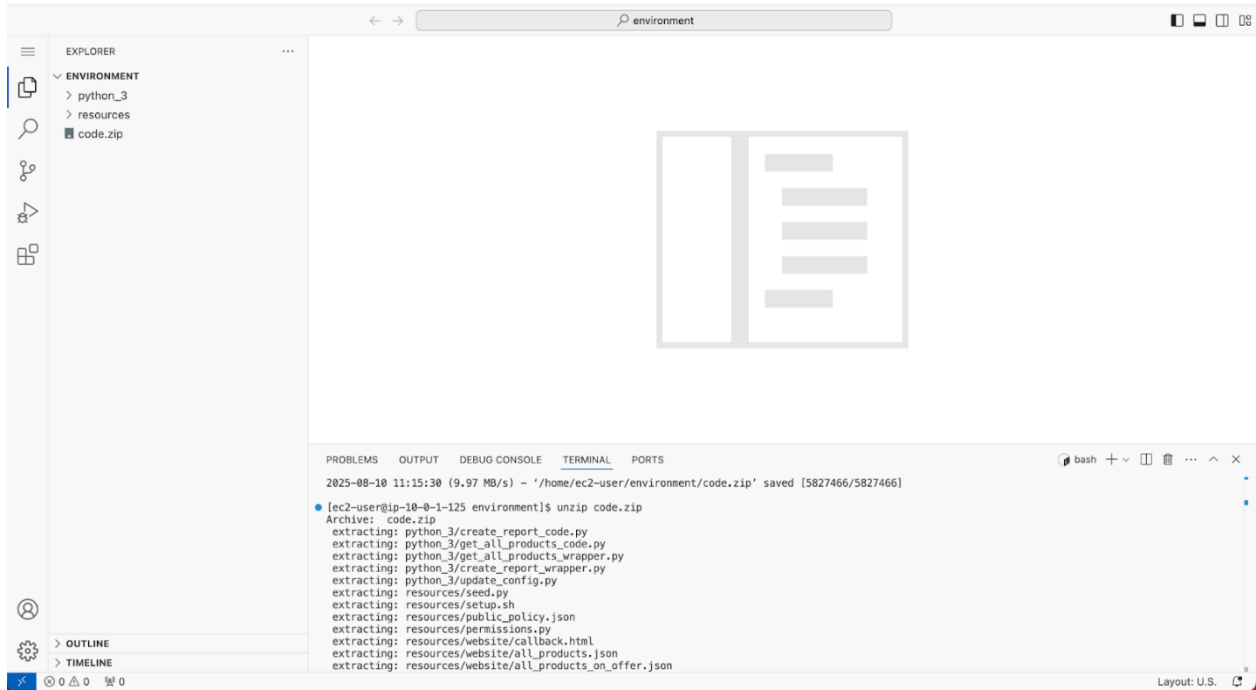 environment
EXPLORER
ENVIRONMENT
python_3
resources
code.zip
PROBLEMS OUTPUT DEBUG CONSOLE TERMINAL PORTS
bash
2025-08-10 11:15:30 (9.97 MB/s) – ‘/home/ec2-user/environment/code.zip’ saved [5827466/5827466]
[ec2-user@ip-10-0-1-125 environment]$ unzip code.zip
Archive: code.zip
extracting: python_3/create_report_code.py
extracting: python_3/get_all_products_code.py
extracting: python_3/get_all_products_wrapper.py
extracting: python_3/create_report_wrapper.py
extracting: python_3/update_config.py
extracting: resources/seed.py
extracting: resources/setup.sh
extracting: resources/public_policy.json
extracting: resources/permissions.py
extracting: resources/website/callback.html
extracting: resources/website/all_products.json
extracting: resources/website/all_products_on_offer.json
OUTLINE
TIMELINE
0 0 0
Layout: U.S.